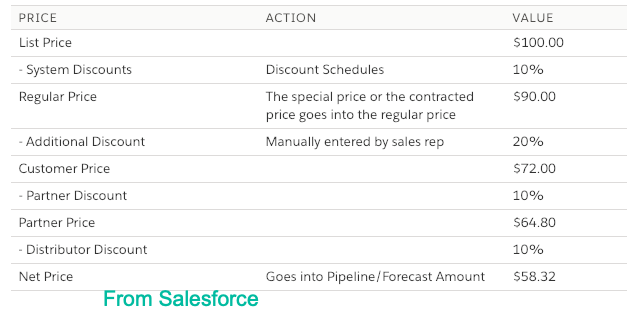 PRICE ACTION VALUE
List Price $100.00
- System Discounts Discount Schedules 10%
Regular Price The special price or the contracted $90.00
price goes into the regular price
- Additional Discount Manually entered by sales rep 20%
Customer Price $72.00
- Partner Discount 10%
Partner Price $64.80
- Distributor Discount 10%
Net Price Goes into Pipeline/Forecast Amount $58.32
From Salesforce